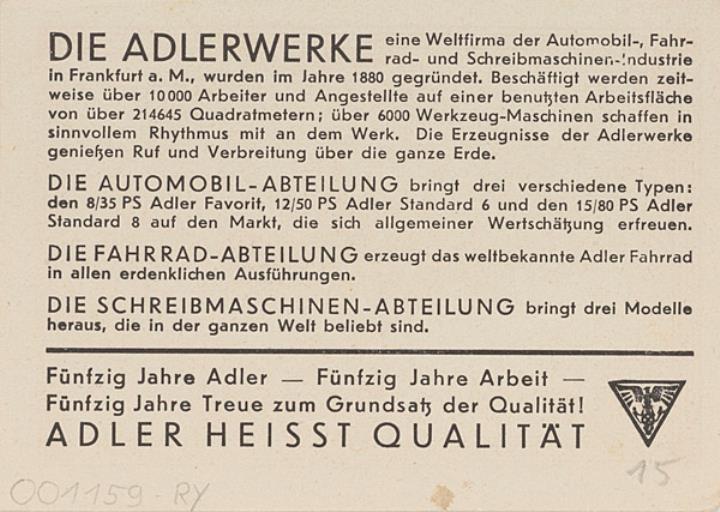 DIE ADLERWERKE eine Weltfirma der Automobil-, Fahr-
rad- und Schreibmaschinen-Industrie
in Frankfurt a. M., wurden im Jahre 1880 gegründet. Beschäftigt werden zeit-
weise über 10000 Arbeiter und Angestellte auf einer benutzten Arbeitsfläche
von über 214645 Quadratmetern; über 6000 Werkzeug-Maschinen schaffen in
sinnvollem Rhythmus mit an dem Werk. Die Erzeugnisse der Adlerwerke
genießen Ruf und Verbreitung über die ganze Erde.
DIE AUTOMOBIL-ABTEILUNG bringt drei verschiedene Typen:
den 8/35 PS Adler Favorit, 12/50 PS Adler Standard 6 und den 15/80 PS Adler
Standard 8 auf den Markt, die sich allgemeiner Wertschätzung erfreuen.
DIE FAHRRAD-ABTEILUNG erzeugt das weltbekannte Adler Fahrrad
in allen erdenklichen Ausführungen.
DIE SCHREIBMASCHINEN-ABTEILUNG bringt drei Modelle
heraus, die in der ganzen Welt beliebt sind.
Fünfzig Jahre Adler — Fünfzig Jahre Arbeit —
Fünfzig Jahre Treue zum Grundsatz der Qualität!
ADLER HEISST QUALITÄT
15
001159-RY